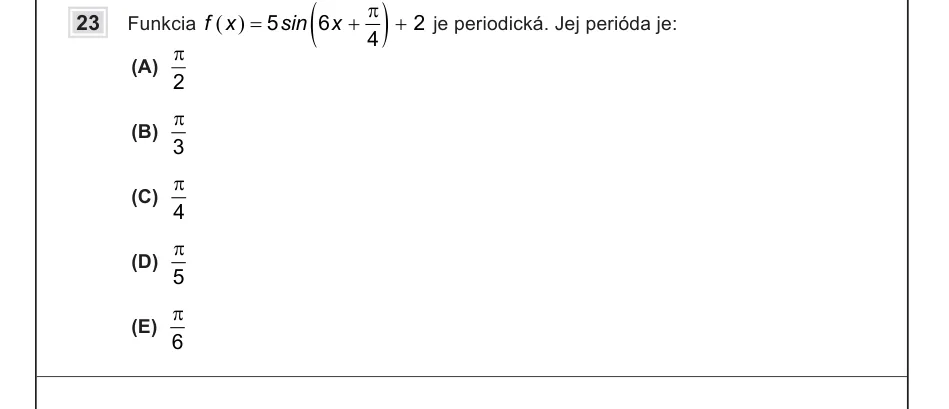 23 Funkcia f(x) = 5sin(6x + π/4) + 2 je periodická. Jej perióda je:
(A) π/2
(B) π/3
(C) π/4
(D) π/5
(E) π/6